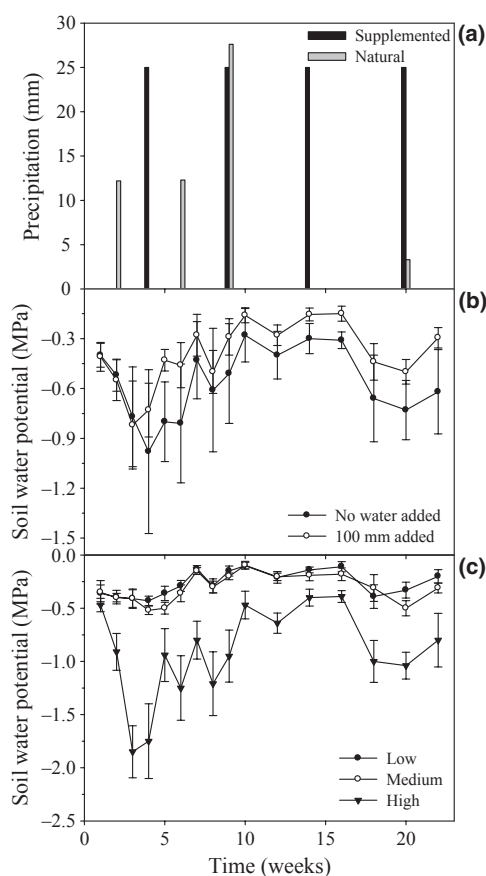 (a)
Supplemented
Natural
Precipitation (mm)
30
25
20
15
10
5
0
(b)
Soil water potential (MPa)
−0.3
−0.6
−0.9
−1.2
−1.5
No water added
100 mm added
(c)
Soil water potential (MPa)
0.0
−0.5
−1.0
−1.5
−2.0
−2.5
Low
Medium
High
0
5
10
15
20
Time (weeks)